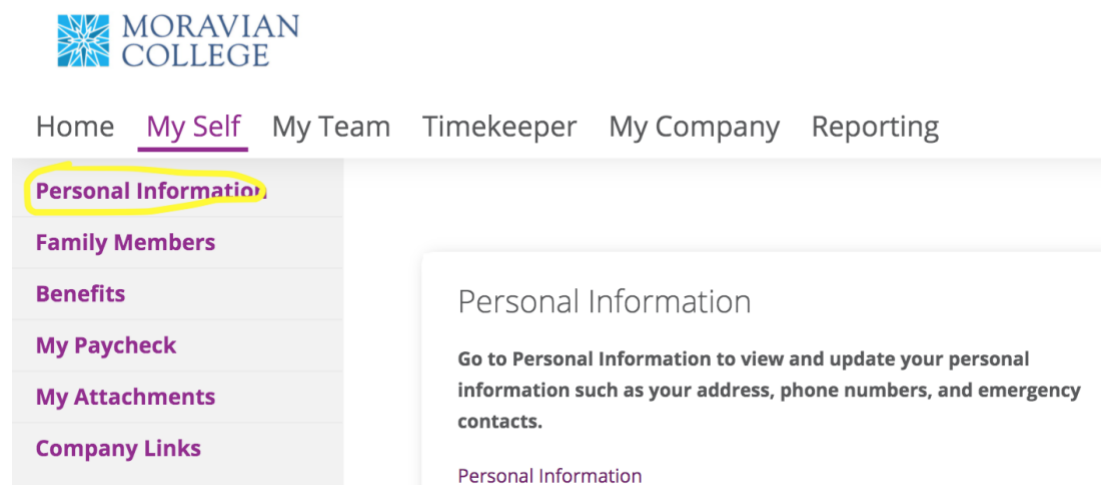 MORAVIAN
COLLEGE
Home My Self My Team Timekeeper My Company Reporting
Personal Information
Family Members
Benefits
My Paycheck
My Attachments
Company Links
Personal Information
Go to Personal Information to view and update your personal
information such as your address, phone numbers, and emergency
contacts.
Personal Information